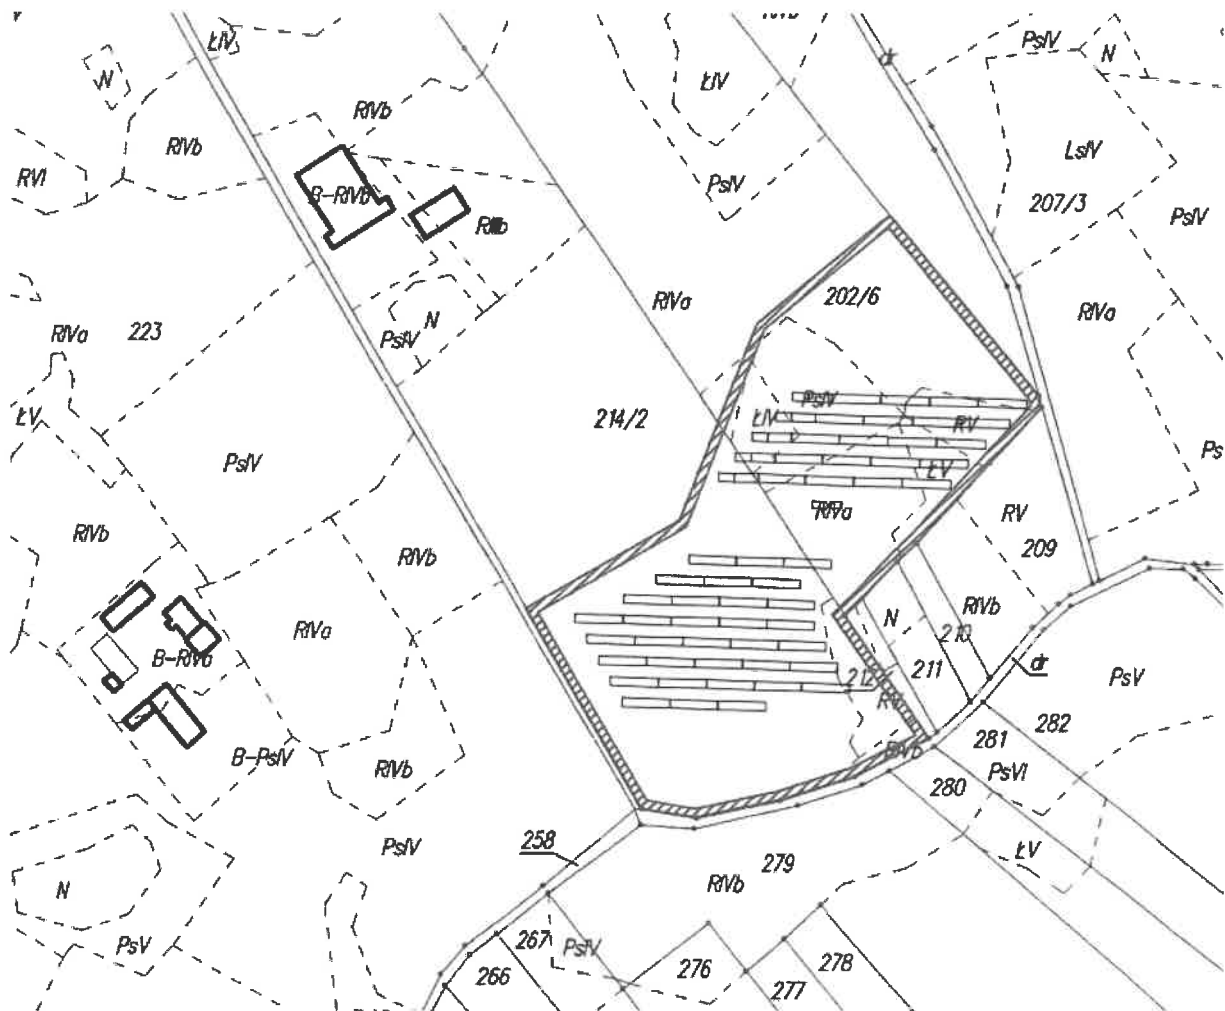 ŁIV
dr
PsIV
N
N
ŁIV
RIVb
RIVb
LsIV
RVI
B-RIVb
PsIV
207/3
PsIV
RIVa
202/6
RIVa
223
RIVa
N
PsIV
PsIV
214/2
ŁIV
RV
ŁV
Ps
PsIV
ŁV
RIVa
RV
RIVb
209
RIVb
RIVb
N
210
RIVa
B-RIVa
212
211
dr
PsV
282
281
B-PsIV
RIVb
RIVb
PsVI
280
258
PsIV
279
ŁV
N
RIVb
PsV
267
PsIV
266
276
278
277